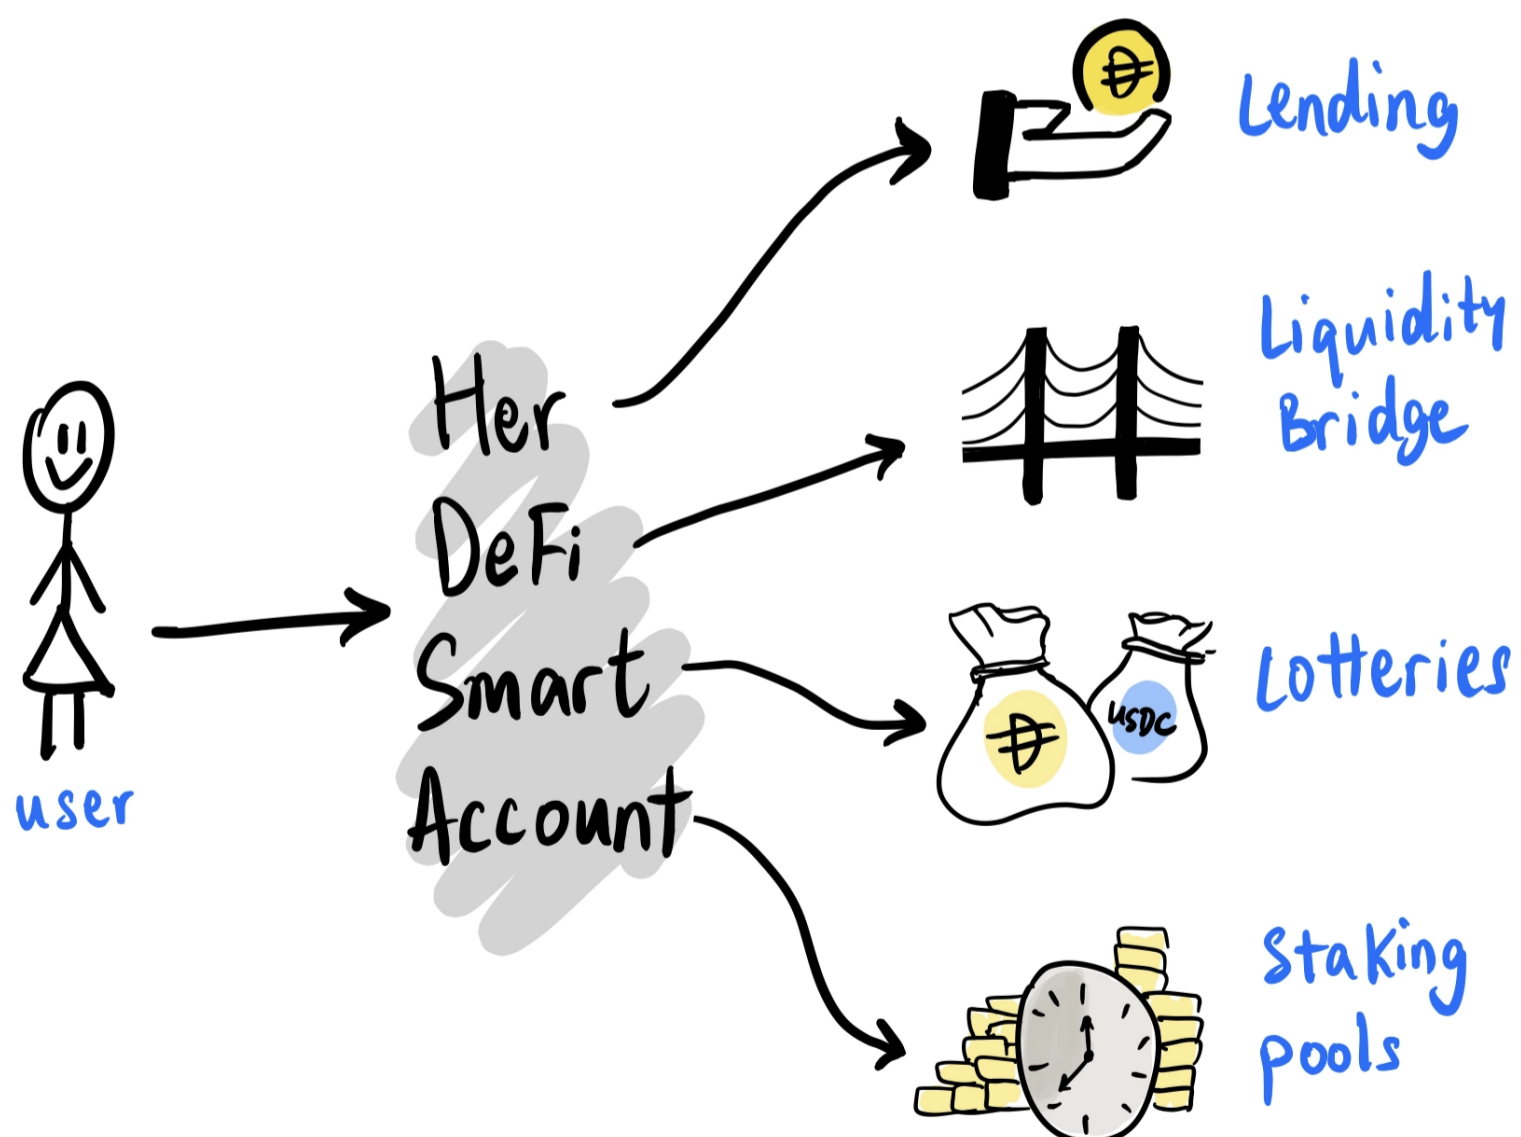 Lending
Liquidity
Bridge
Her
DeFi
Smart
Account
user
USDC
Lotteries
Staking
pools